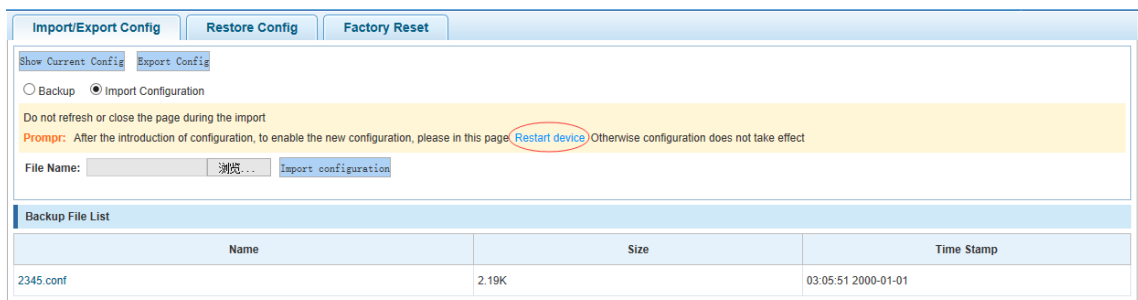 Import/Export Config Restore Config Factory Reset
Show Current Config Export Config
Backup Import Configuration
Do not refresh or close the page during the import
Prompr: After the introduction of configuration, to enable the new configuration, please in this page Restart device Otherwise configuration does not take effect
File Name: 浏览... Import configuration
Backup File List
Name Size Time Stamp
2345.conf 2.19K 03:05:51 2000-01-01